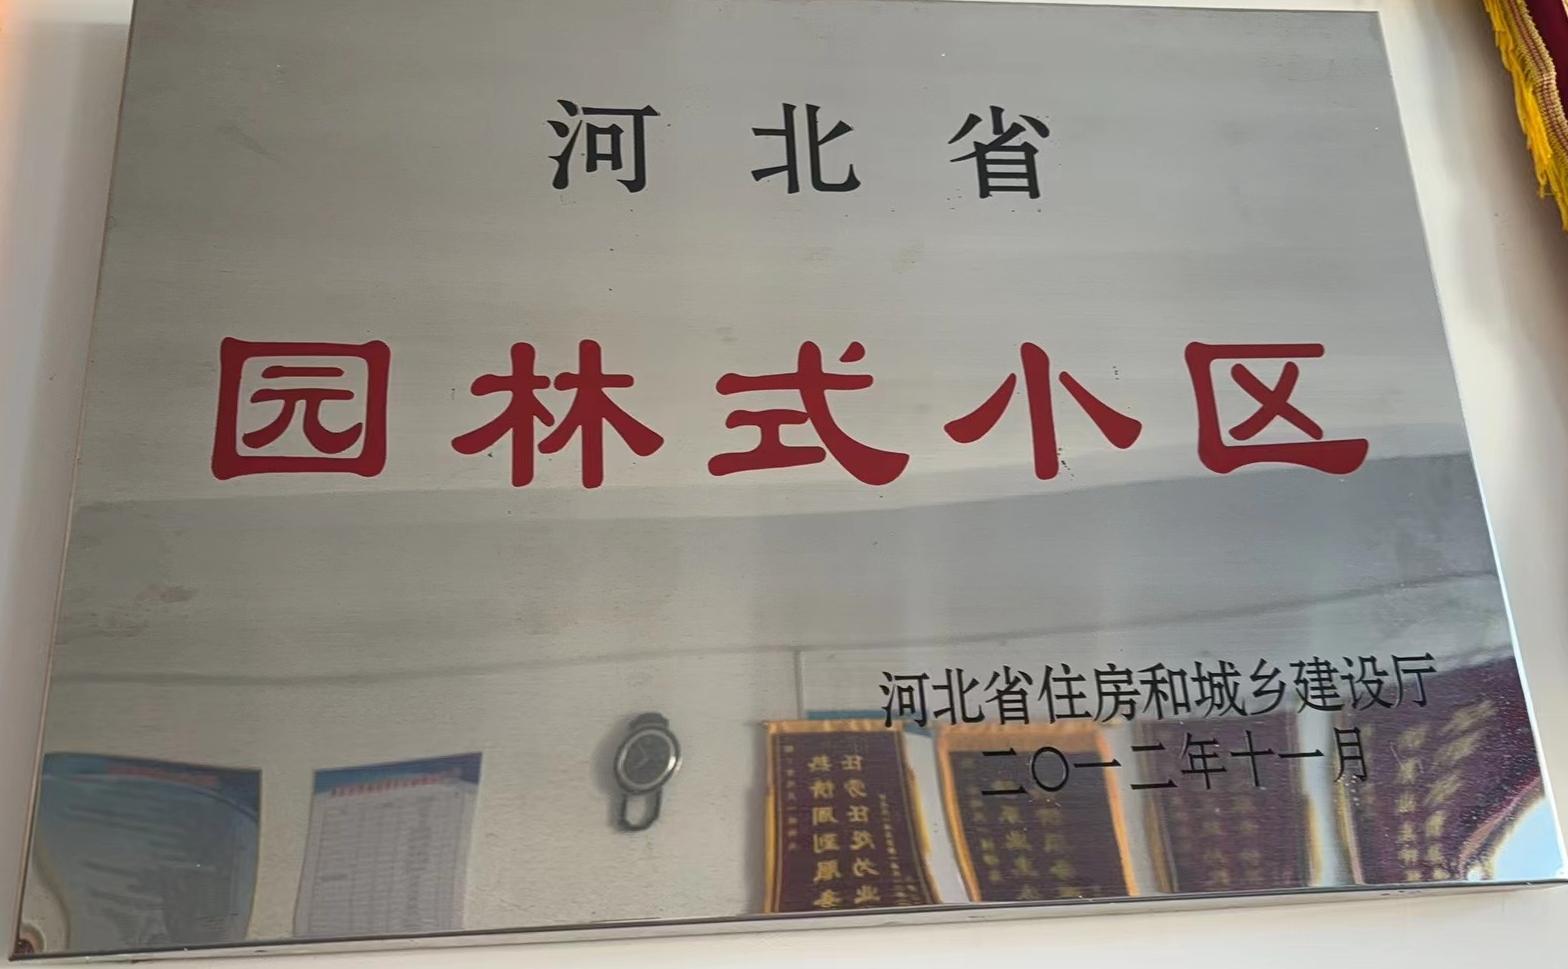 河北省
园林式小区
河北省住房和城乡建设厅
二〇一二年十一月